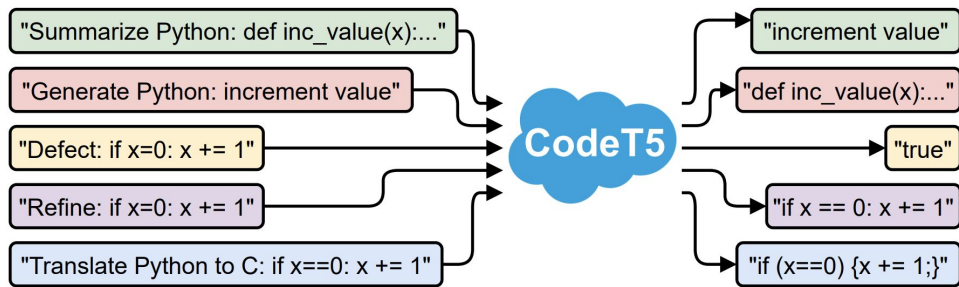 "Summarize Python: def inc_value(x):..."
"Generate Python: increment value"
"Defect: if x=0: x += 1"
"Refine: if x=0: x += 1"
"Translate Python to C: if x==0: x += 1"
CodeT5
"increment value"
"def inc_value(x):..."
"true"
"if x == 0: x += 1"
"if (x==0) {x += 1;}"